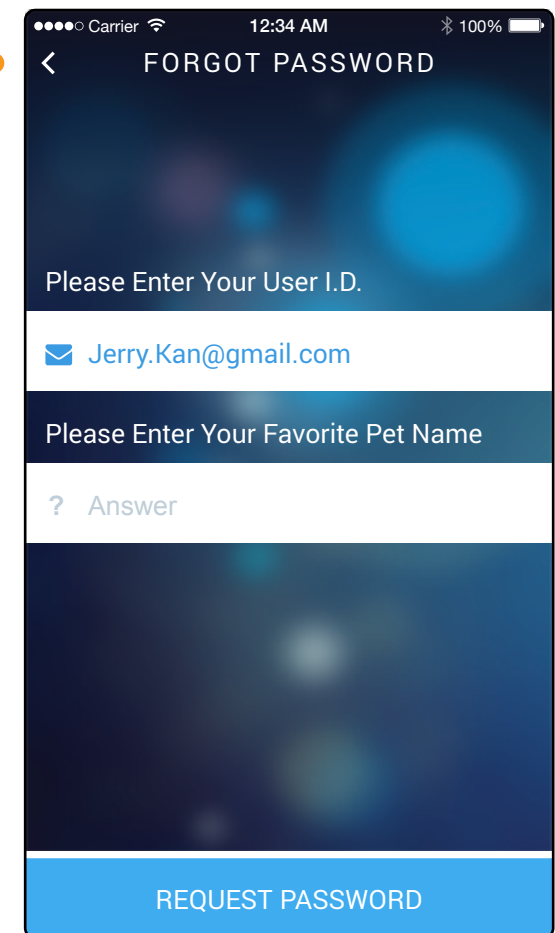 Carrier 12:34 AM 100%
FORGOT PASSWORD
Please Enter Your User I.D.
Jerry.Kan@gmail.com
Please Enter Your Favorite Pet Name
? Answer
REQUEST PASSWORD